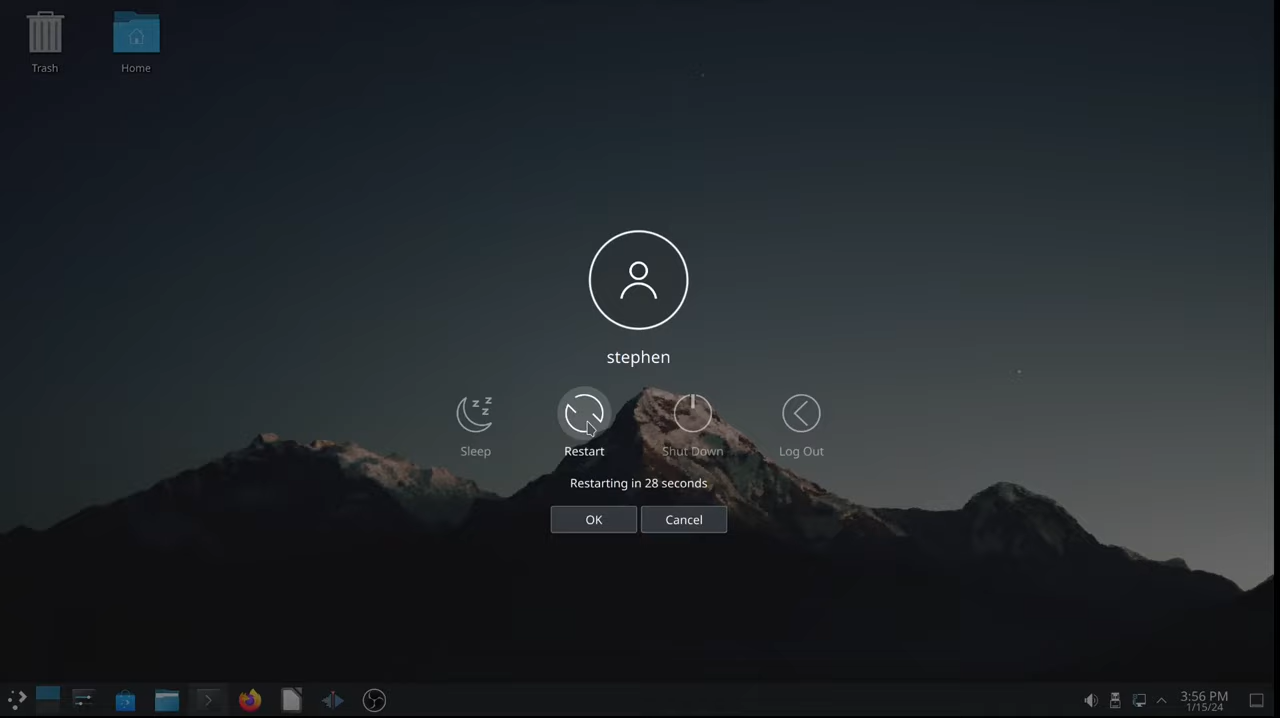 Trash
Home
stephen
Sleep
Restart
Shut Down
Log Out
Restarting in 28 seconds
OK
Cancel
3:56 PM
1/15/24